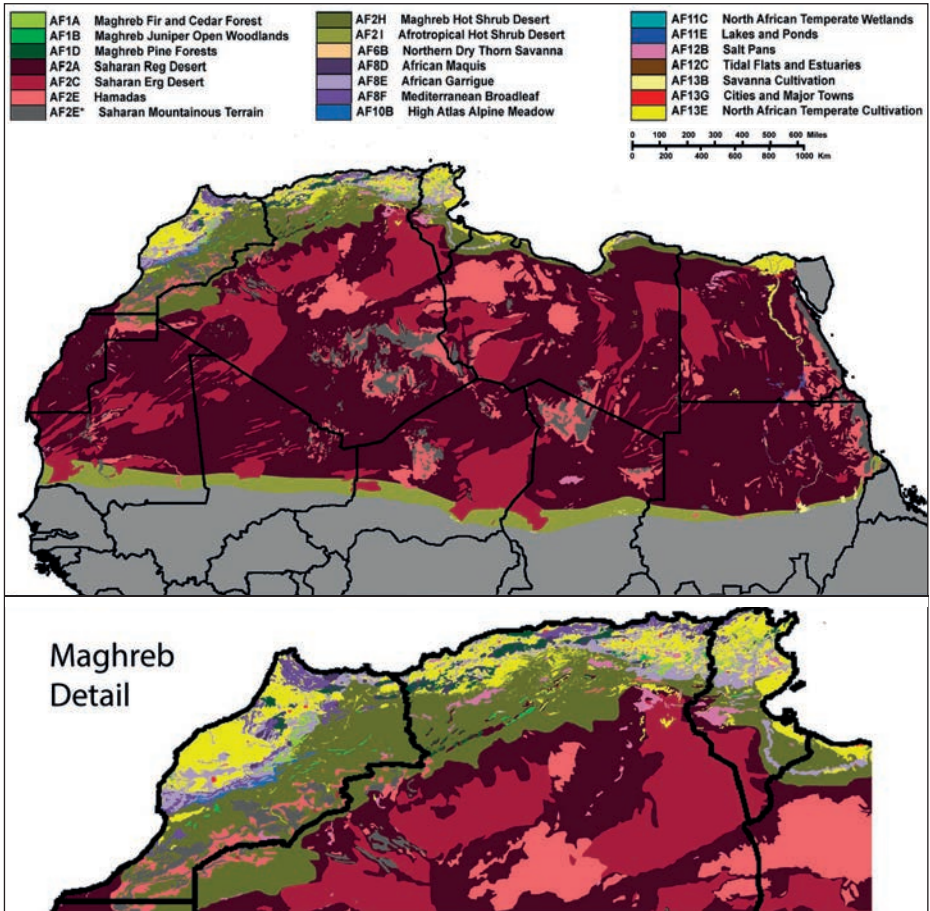 AF1A Maghreb Fir and Cedar Forest
AF1B Maghreb Juniper Open Woodlands
AF1D Maghreb Pine Forests
AF2A Saharan Reg Desert
AF2C Saharan Erg Desert
AF2E Hamadas
AF2E* Saharan Mountainous Terrain
AF2H Maghreb Hot Shrub Desert
AF2I Afrotropical Hot Shrub Desert
AF6B Northern Dry Thorn Savanna
AF8D African Maquis
AF8E African Garrigue
AF8F Mediterranean Broadleaf
AF10B High Atlas Alpine Meadow
AF11C North African Temperate Wetlands
AF11E Lakes and Ponds
AF12B Salt Pans
AF12C Tidal Flats and Estuaries
AF13B Savanna Cultivation
AF13G Cities and Major Towns
AF13E North African Temperate Cultivation
0 100 200 300 400 500 600 Miles
0 200 400 600 800 1000 Km
Maghreb
Detail